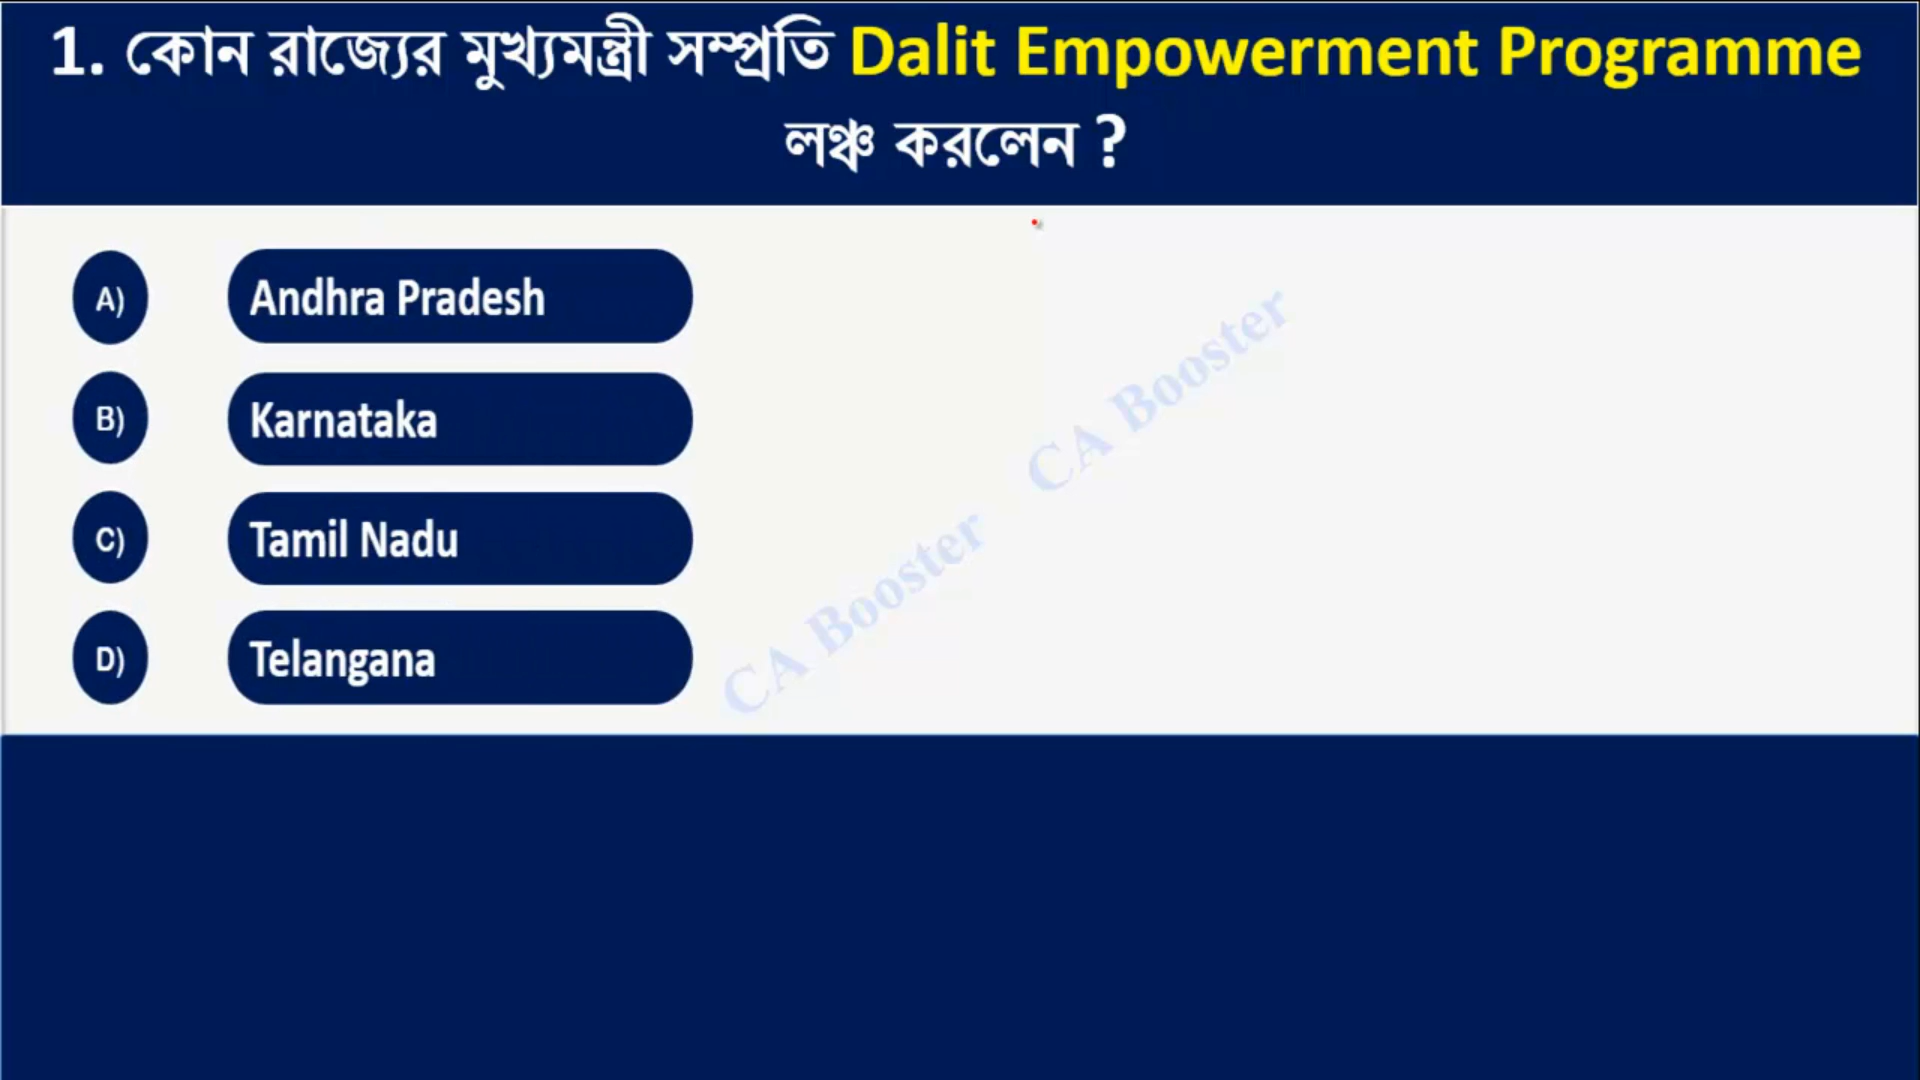 1. কোন রাজ্যের মুখ্যমন্ত্রী সম্প্রতি Dalit Empowerment Programme
লঞ্চ করলেন ?
A) Andhra Pradesh
B) Karnataka
C) Tamil Nadu
D) Telangana
CA Booster
CA Booster